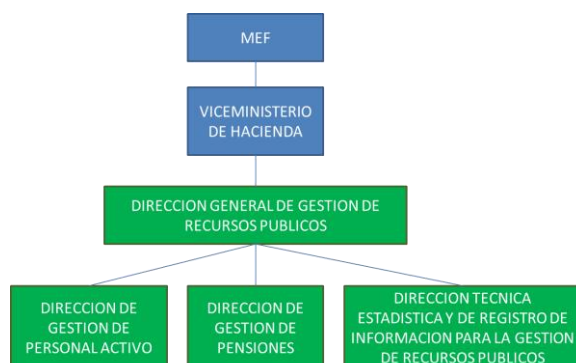 MEF
VICEMINISTERIO
DE HACIENDA
DIRECCION GENERAL DE GESTION DE
RECURSOS PUBLICOS
DIRECCION DE
GESTION DE
PERSONAL ACTIVO
DIRECCION DE
GESTION DE
PENSIONES
DIRECCION TECNICA
ESTADISTICA Y DE REGISTRO DE
INFORMACION PARA LA GESTION
DE RECURSOS PUBLICOS